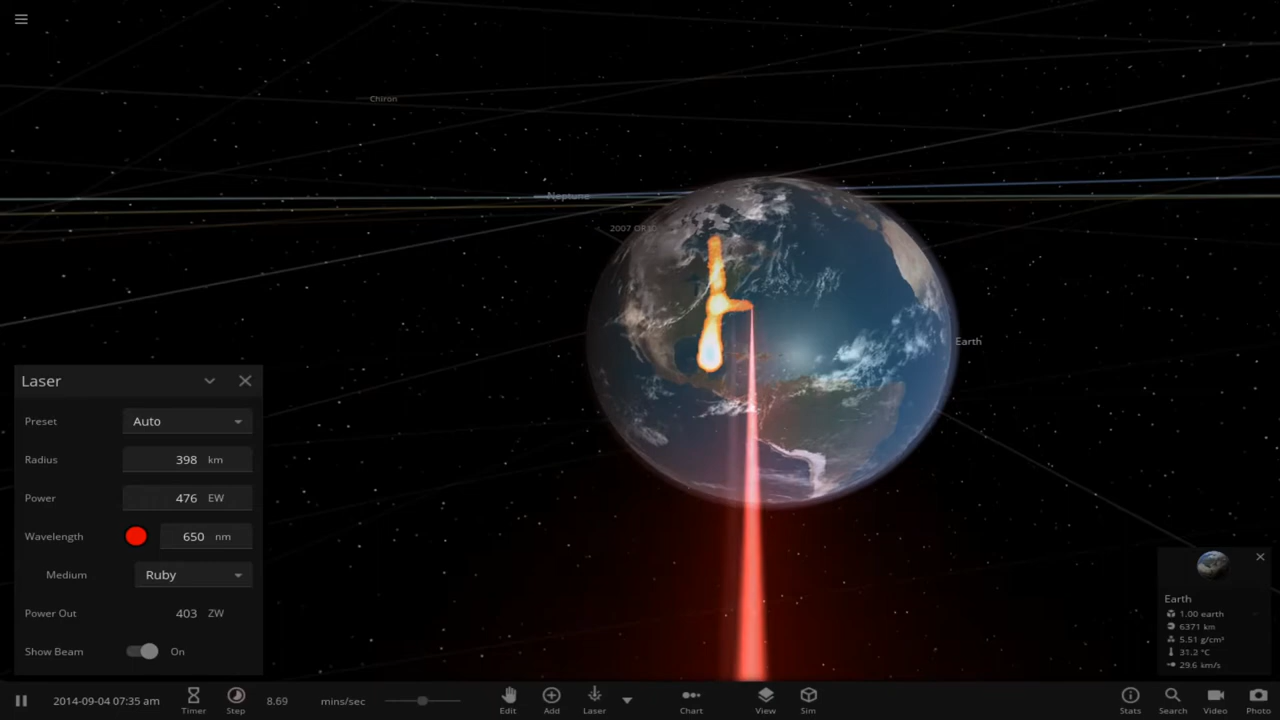 Chiron
Neptune
2007 OR10
Earth
Laser
Preset Auto
Radius 398 km
Power 476 EW
Wavelength 650 nm
Medium Ruby
Power Out 403 ZW
Show Beam On
Earth
1.00 earth
6371 km
5.51 g/cm³
31.2 °C
29.6 km/s
2014-09-04 07:35 am
Timer
Step
8.69 mins/sec
Edit
Add
Laser
Chart
View
Sim
Stats
Search
Video
Photo